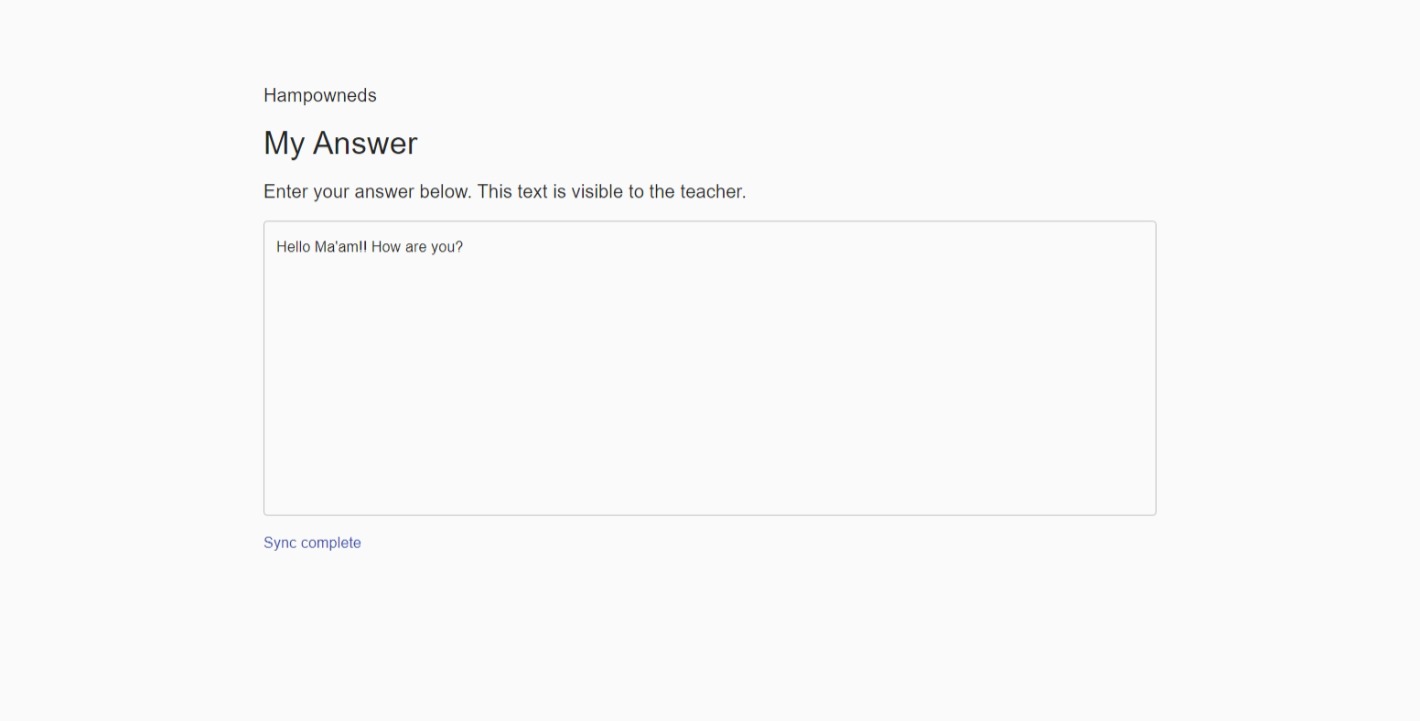 Hampowneds
My Answer
Enter your answer below. This text is visible to the teacher.
Hello Ma'am!! How are you?
Sync complete